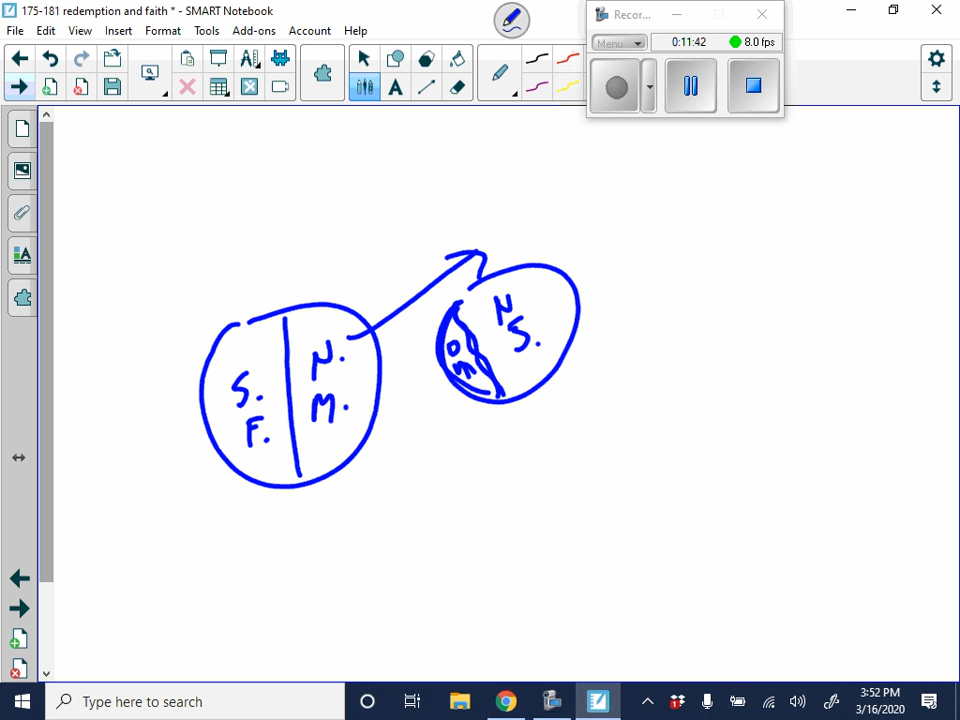 175-181 redemption and faith * - SMART Notebook
Recor...
File Edit View Insert Format Tools Add-ons Account Help
Menu 0:11:42 8.0 fps
A
N
S.
O
M
N.
M.
S.
F.
Type here to search
1
3:52 PM
3/16/2020